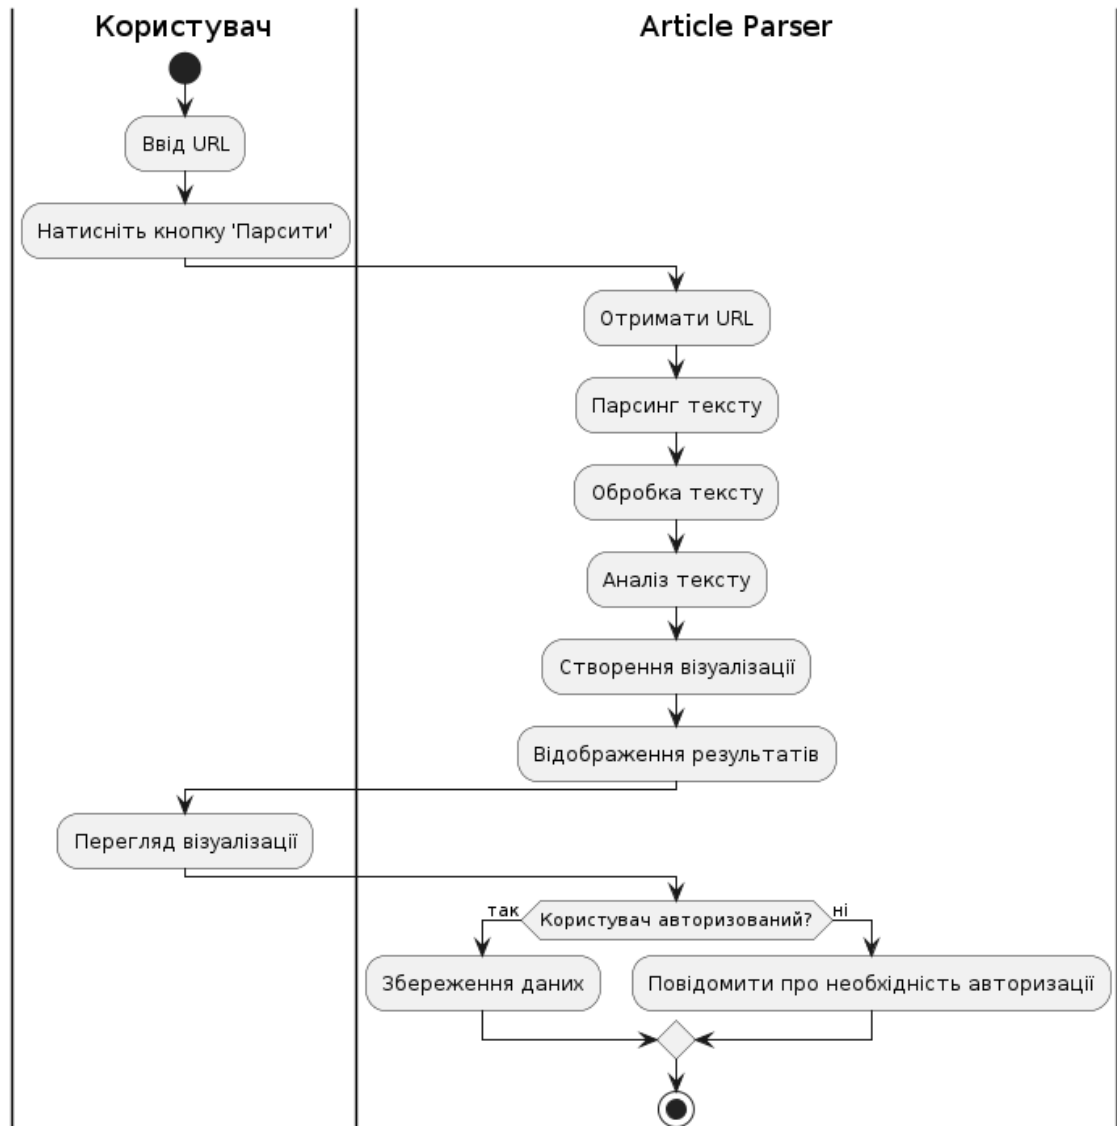 Користувач
Article Parser
Ввід URL
Натисніть кнопку 'Парсити'
Отримати URL
Парсинг тексту
Обробка тексту
Аналіз тексту
Створення візуалізації
Відображення результатів
Перегляд візуалізації
так
Користувач авторизований?
ні
Збереження даних
Повідомити про необхідність авторизації